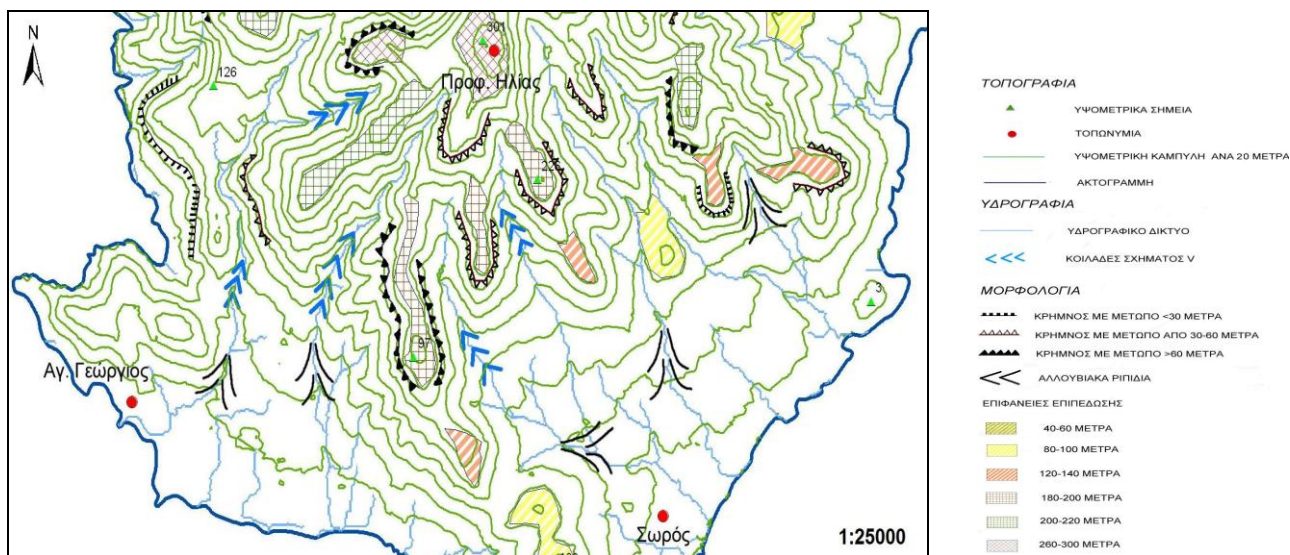 N
301
126
Προφ. Ηλίας
97
3
Αγ. Γεώργιος
Σωρός
1:25000
ΤΟΠΟΓΡΑΦΙΑ
ΥΨΟΜΕΤΡΙΚΑ ΣΗΜΕΙΑ
ΤΟΠΩΝΥΜΙΑ
ΥΨΟΜΕΤΡΙΚΗ ΚΑΜΠΥΛΗ ΑΝΑ 20 ΜΕΤΡΑ
ΑΚΤΟΓΡΑΜΜΗ
ΥΔΡΟΓΡΑΦΙΑ
ΥΔΡΟΓΡΑΦΙΚΟ ΔΙΚΤΥΟ
ΚΟΙΛΑΔΕΣ ΣΧΗΜΑΤΟΣ V
ΜΟΡΦΟΛΟΓΙΑ
ΚΡΗΜΝΟΣ ΜΕ ΜΕΤΩΠΟ <30 ΜΕΤΡΑ
ΚΡΗΜΝΟΣ ΜΕ ΜΕΤΩΠΟ ΑΠΟ 30-60 ΜΕΤΡΑ
ΚΡΗΜΝΟΣ ΜΕ ΜΕΤΩΠΟ >60 ΜΕΤΡΑ
ΑΛΛΟΥΒΙΑΚΑ ΡΙΠΙΔΙΑ
ΕΠΙΦΑΝΕΙΕΣ ΕΠΙΠΕΔΩΣΗΣ
40-60 ΜΕΤΡΑ
80-100 ΜΕΤΡΑ
120-140 ΜΕΤΡΑ
180-200 ΜΕΤΡΑ
200-220 ΜΕΤΡΑ
260-300 ΜΕΤΡΑ